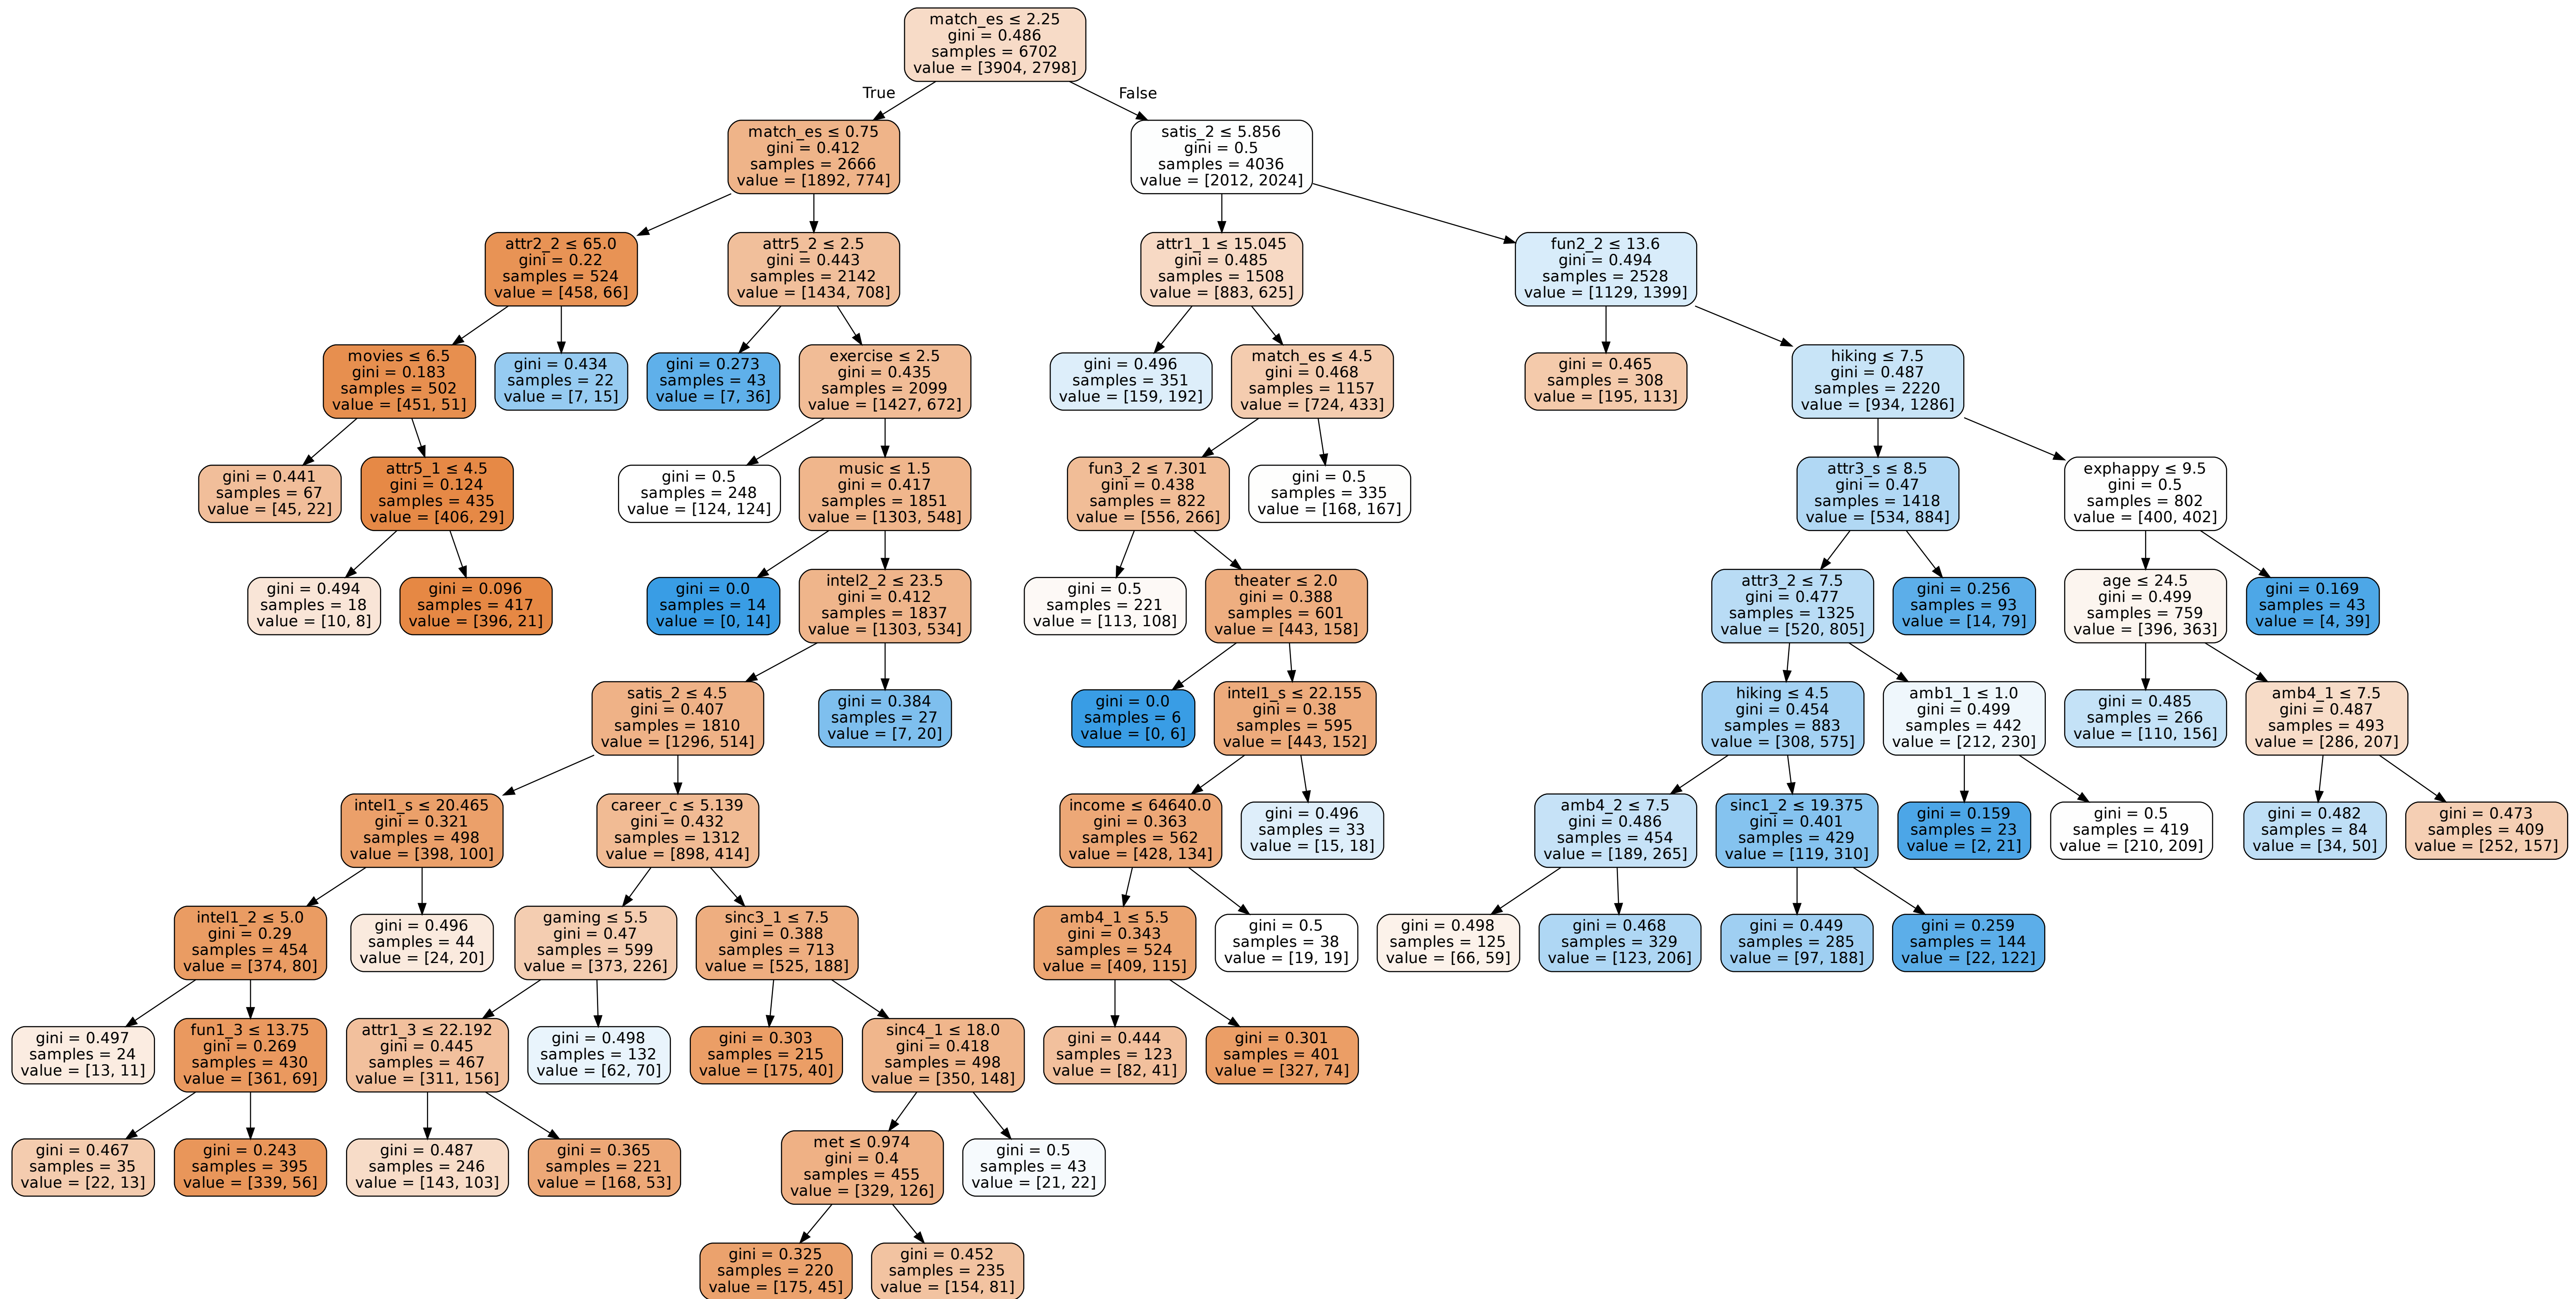 match_es ≤ 2.25
gini = 0.486
samples = 6702
value = [3904, 2798]
True
False
match_es ≤ 0.75
gini = 0.412
samples = 2666
value = [1892, 774]
satis_2 ≤ 5.856
gini = 0.5
samples = 4036
value = [2012, 2024]
attr2_2 ≤ 65.0
gini = 0.22
samples = 524
value = [458, 66]
attr5_2 ≤ 2.5
gini = 0.443
samples = 2142
value = [1434, 708]
attr1_1 ≤ 15.045
gini = 0.485
samples = 1508
value = [883, 625]
fun2_2 ≤ 13.6
gini = 0.494
samples = 2528
value = [1129, 1399]
movies ≤ 6.5
gini = 0.183
samples = 502
value = [451, 51]
gini = 0.434
samples = 22
value = [7, 15]
gini = 0.273
samples = 43
value = [7, 36]
exercise ≤ 2.5
gini = 0.435
samples = 2099
value = [1427, 672]
gini = 0.496
samples = 351
value = [159, 192]
match_es ≤ 4.5
gini = 0.468
samples = 1157
value = [724, 433]
gini = 0.465
samples = 308
value = [195, 113]
hiking ≤ 7.5
gini = 0.487
samples = 2220
value = [934, 1286]
gini = 0.441
samples = 67
value = [45, 22]
attr5_1 ≤ 4.5
gini = 0.124
samples = 435
value = [406, 29]
gini = 0.5
samples = 248
value = [124, 124]
music ≤ 1.5
gini = 0.417
samples = 1851
value = [1303, 548]
fun3_2 ≤ 7.301
gini = 0.438
samples = 822
value = [556, 266]
gini = 0.5
samples = 335
value = [168, 167]
attr3_s ≤ 8.5
gini = 0.47
samples = 1418
value = [534, 884]
exphappy ≤ 9.5
gini = 0.5
samples = 802
value = [400, 402]
gini = 0.494
samples = 18
value = [10, 8]
gini = 0.096
samples = 417
value = [396, 21]
gini = 0.0
samples = 14
value = [0, 14]
intel2_2 ≤ 23.5
gini = 0.412
samples = 1837
value = [1303, 534]
gini = 0.5
samples = 221
value = [113, 108]
theater ≤ 2.0
gini = 0.388
samples = 601
value = [443, 158]
attr3_2 ≤ 7.5
gini = 0.477
samples = 1325
value = [520, 805]
gini = 0.256
samples = 93
value = [14, 79]
age ≤ 24.5
gini = 0.499
samples = 759
value = [396, 363]
gini = 0.169
samples = 43
value = [4, 39]
satis_2 ≤ 4.5
gini = 0.407
samples = 1810
value = [1296, 514]
gini = 0.384
samples = 27
value = [7, 20]
gini = 0.0
samples = 6
value = [0, 6]
intel1_s ≤ 22.155
gini = 0.38
samples = 595
value = [443, 152]
hiking ≤ 4.5
gini = 0.454
samples = 883
value = [308, 575]
amb1_1 ≤ 1.0
gini = 0.499
samples = 442
value = [212, 230]
gini = 0.485
samples = 266
value = [110, 156]
amb4_1 ≤ 7.5
gini = 0.487
samples = 493
value = [286, 207]
intel1_s ≤ 20.465
gini = 0.321
samples = 498
value = [398, 100]
career_c ≤ 5.139
gini = 0.432
samples = 1312
value = [898, 414]
income ≤ 64640.0
gini = 0.363
samples = 562
value = [428, 134]
gini = 0.496
samples = 33
value = [15, 18]
amb4_2 ≤ 7.5
gini = 0.486
samples = 454
value = [189, 265]
sinc1_2 ≤ 19.375
gini = 0.401
samples = 429
value = [119, 310]
gini = 0.159
samples = 23
value = [2, 21]
gini = 0.5
samples = 419
value = [210, 209]
gini = 0.482
samples = 84
value = [34, 50]
gini = 0.473
samples = 409
value = [252, 157]
intel1_2 ≤ 5.0
gini = 0.29
samples = 454
value = [374, 80]
gini = 0.496
samples = 44
value = [24, 20]
gaming ≤ 5.5
gini = 0.47
samples = 599
value = [373, 226]
sinc3_1 ≤ 7.5
gini = 0.388
samples = 713
value = [525, 188]
amb4_1 ≤ 5.5
gini = 0.343
samples = 524
value = [409, 115]
gini = 0.5
samples = 38
value = [19, 19]
gini = 0.498
samples = 125
value = [66, 59]
gini = 0.468
samples = 329
value = [123, 206]
gini = 0.449
samples = 285
value = [97, 188]
gini = 0.259
samples = 144
value = [22, 122]
gini = 0.497
samples = 24
value = [13, 11]
fun1_3 ≤ 13.75
gini = 0.269
samples = 430
value = [361, 69]
attr1_3 ≤ 22.192
gini = 0.445
samples = 467
value = [311, 156]
gini = 0.498
samples = 132
value = [62, 70]
gini = 0.303
samples = 215
value = [175, 40]
sinc4_1 ≤ 18.0
gini = 0.418
samples = 498
value = [350, 148]
gini = 0.444
samples = 123
value = [82, 41]
gini = 0.301
samples = 401
value = [327, 74]
gini = 0.467
samples = 35
value = [22, 13]
gini = 0.243
samples = 395
value = [339, 56]
gini = 0.487
samples = 246
value = [143, 103]
gini = 0.365
samples = 221
value = [168, 53]
met ≤ 0.974
gini = 0.4
samples = 455
value = [329, 126]
gini = 0.5
samples = 43
value = [21, 22]
gini = 0.325
samples = 220
value = [175, 45]
gini = 0.452
samples = 235
value = [154, 81]